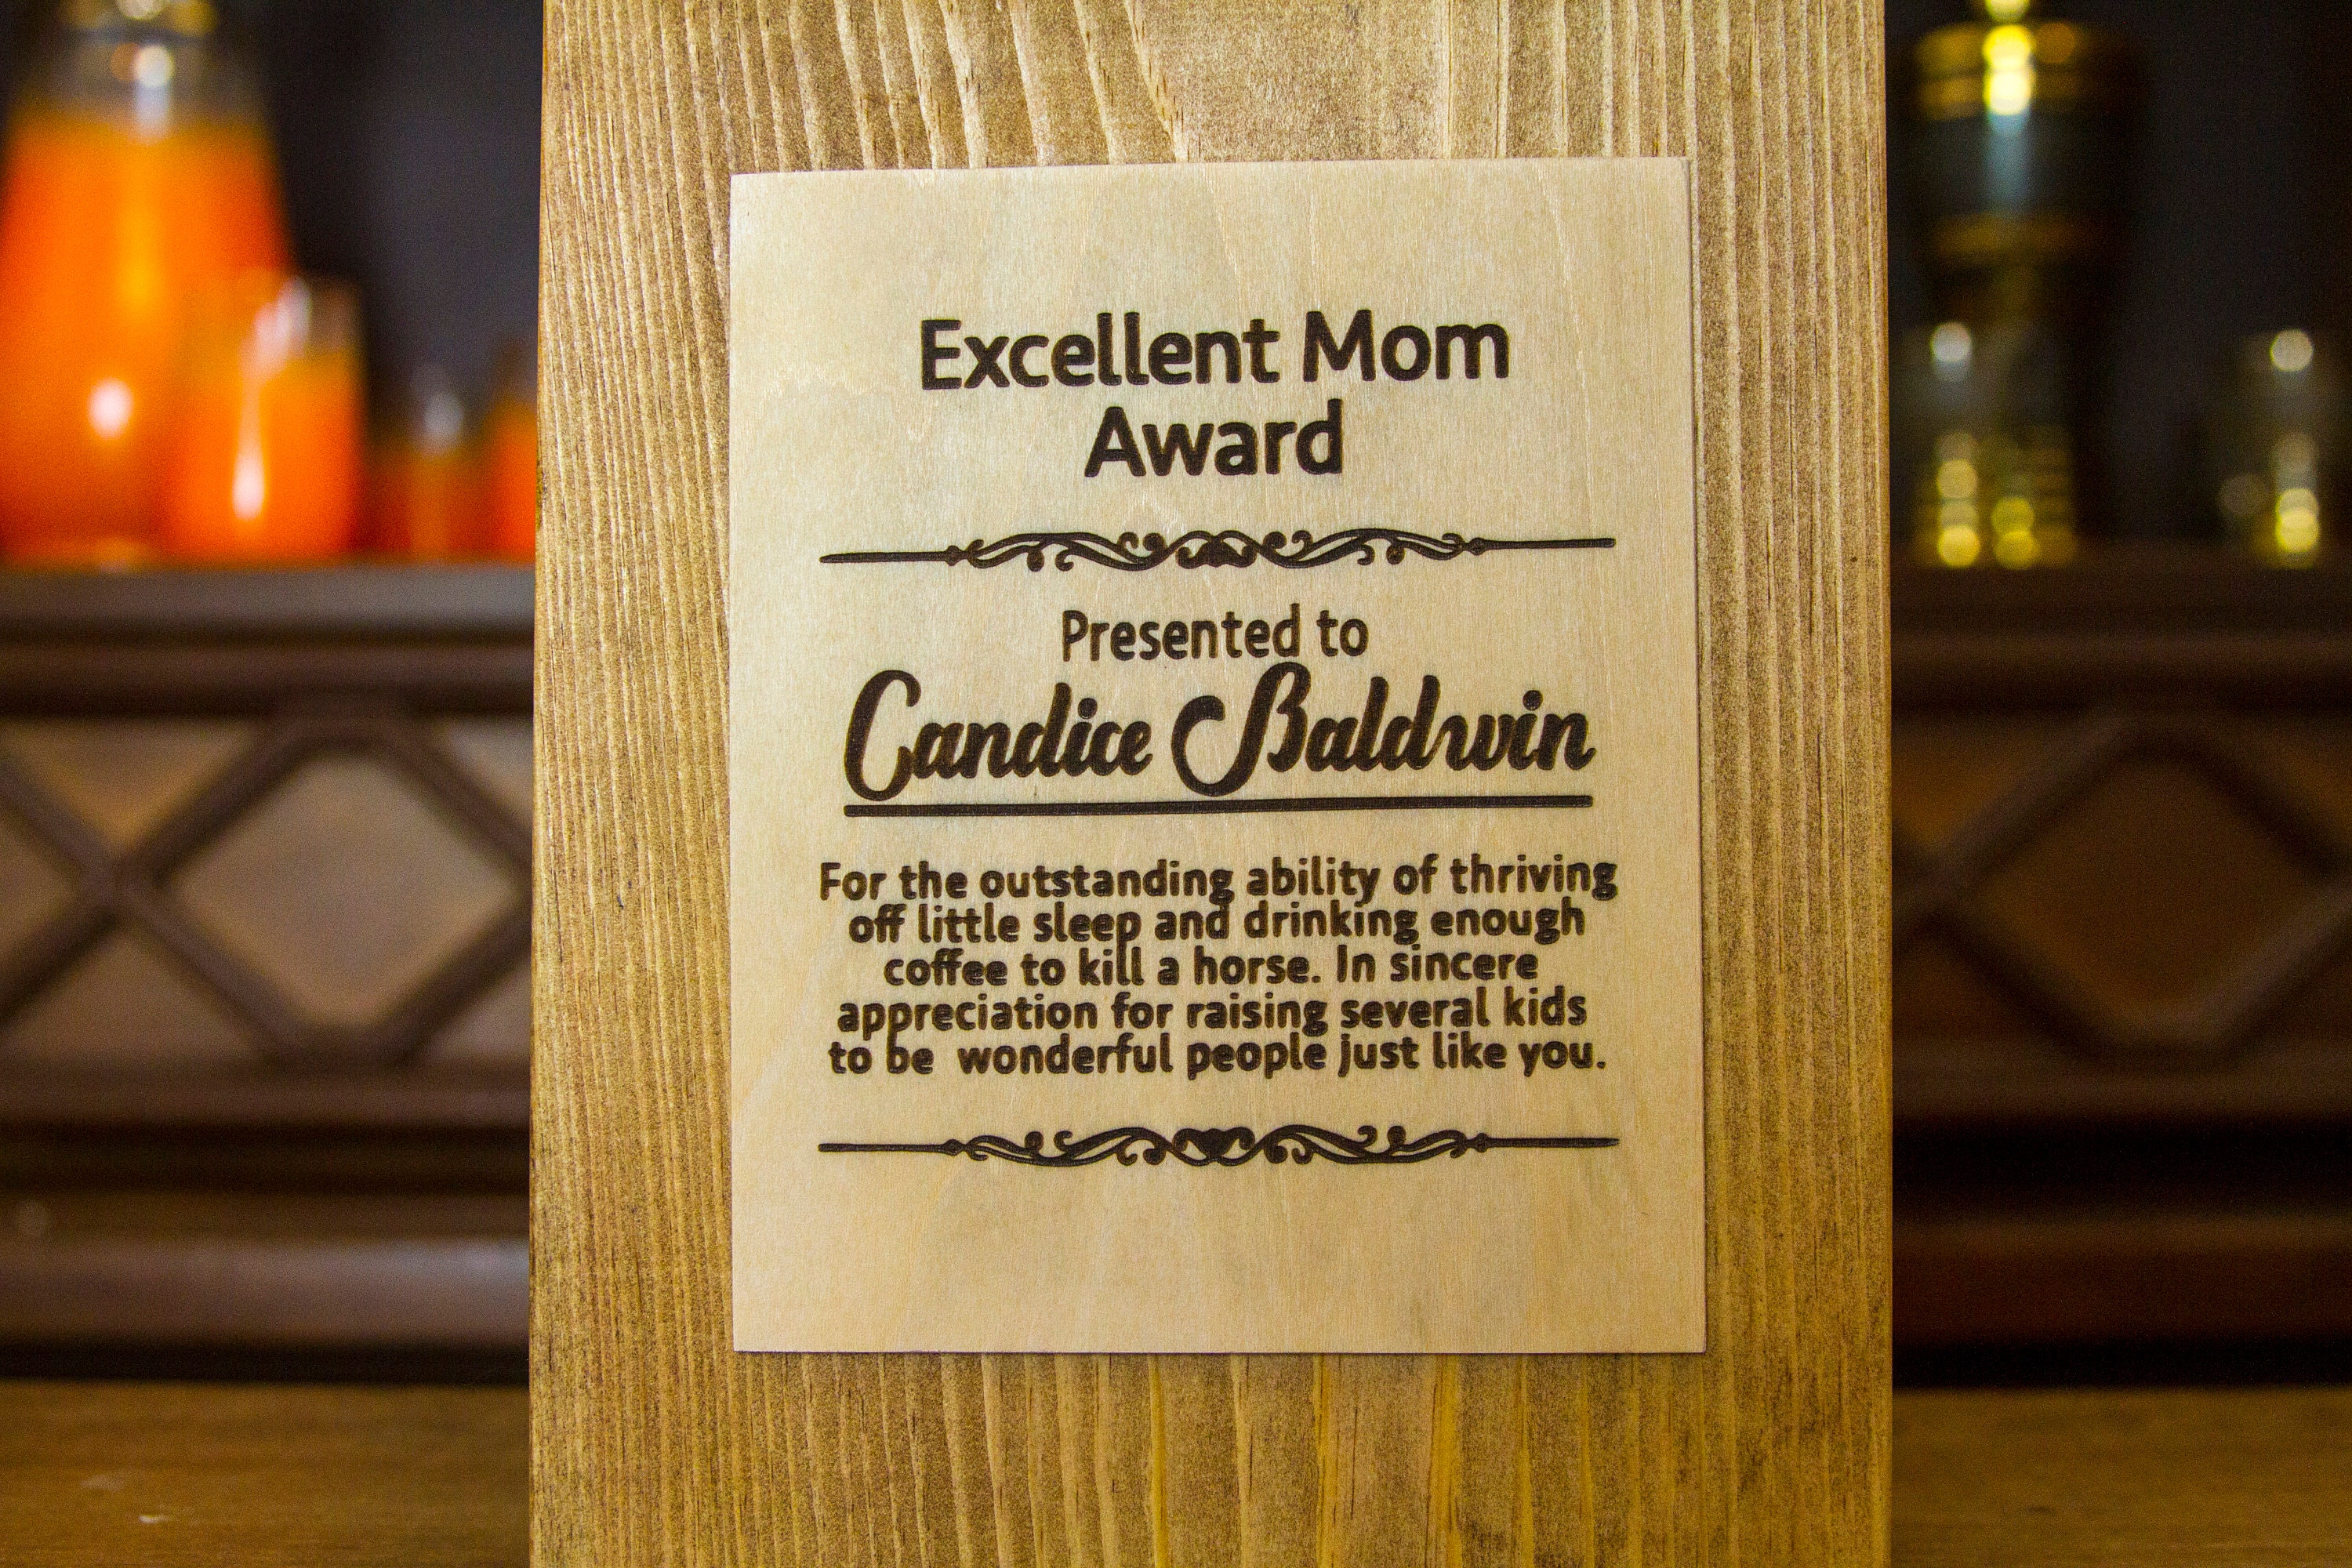 Excellent Mom
Award
Presented to
Candice Baldwin
For the outstanding ability of thriving
off little sleep and drinking enough
coffee to kill a horse. In sincere
appreciation for raising several kids
to be  wonderful people just like you.